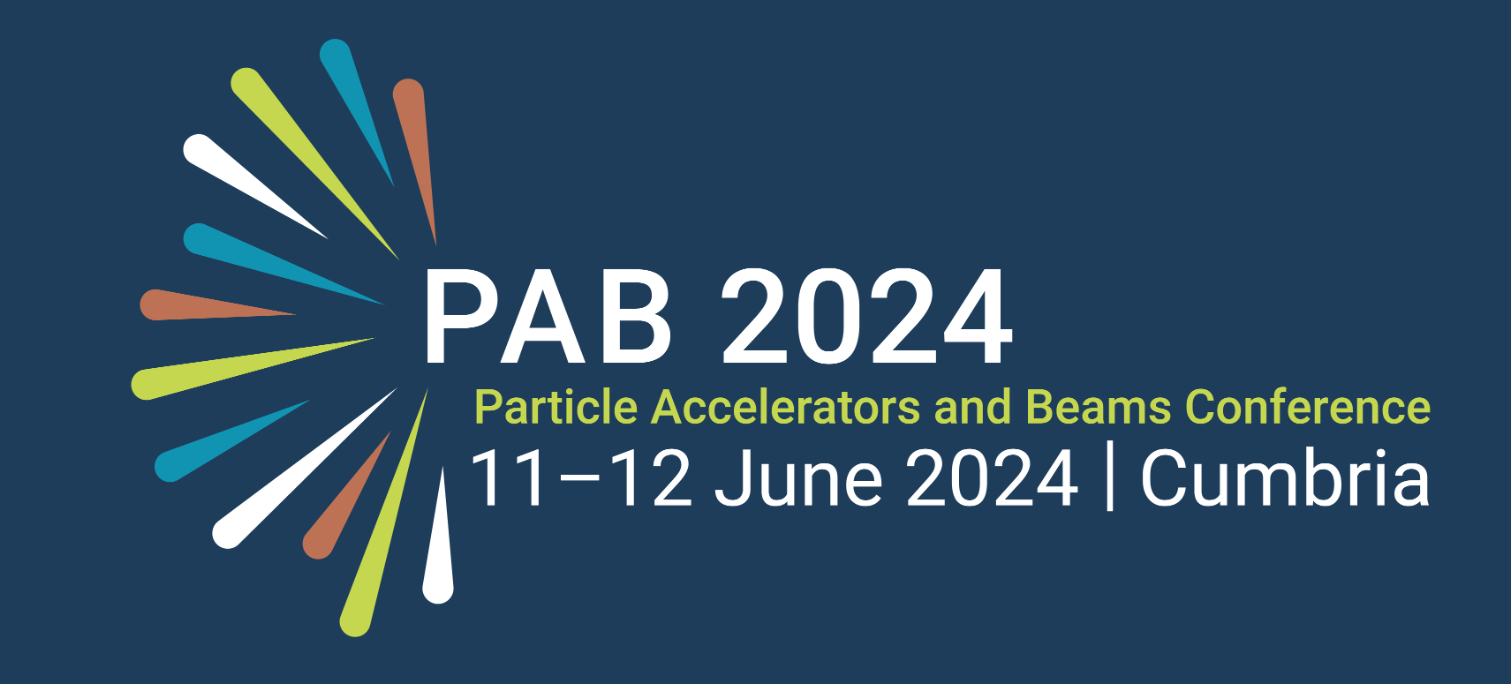 PAB 2024
Particle Accelerators and Beams Conference
11–12 June 2024 | Cumbria